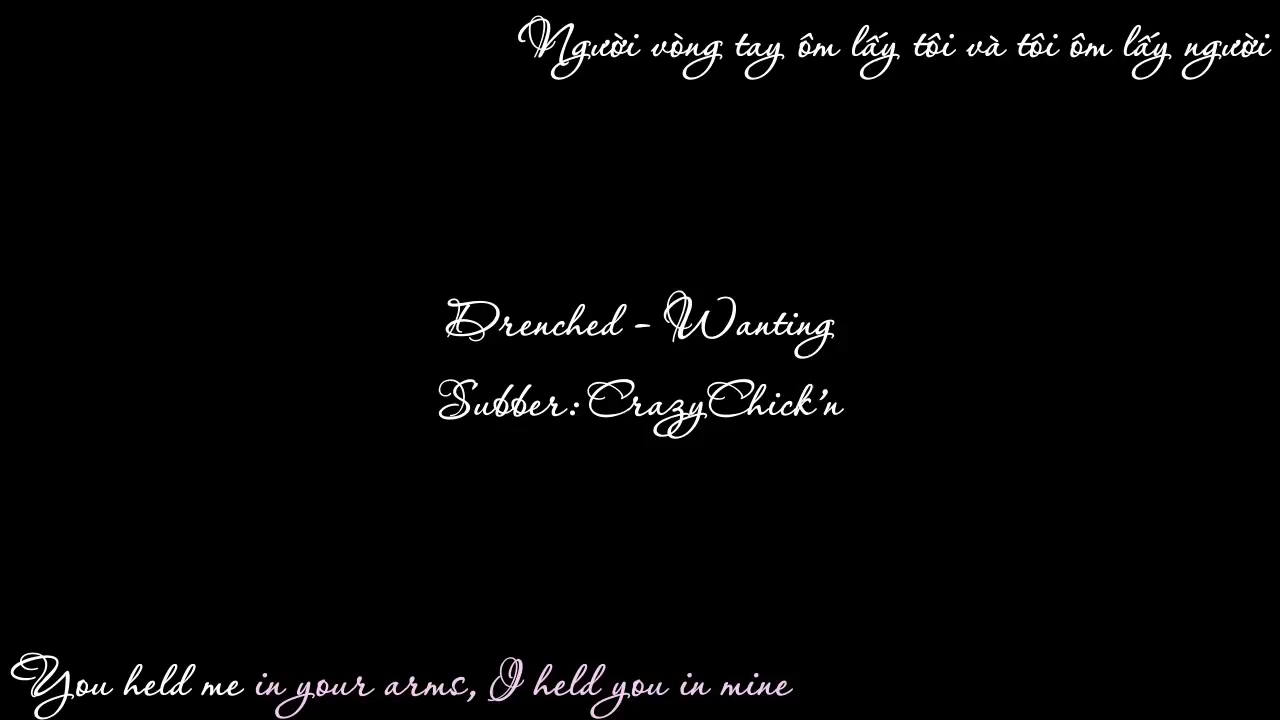 Người vòng tay ôm lấy tôi và tôi ôm lấy người
Drenched - Wanting
Subber: CrazyChick'n
You held me in your arms, I held you in mine